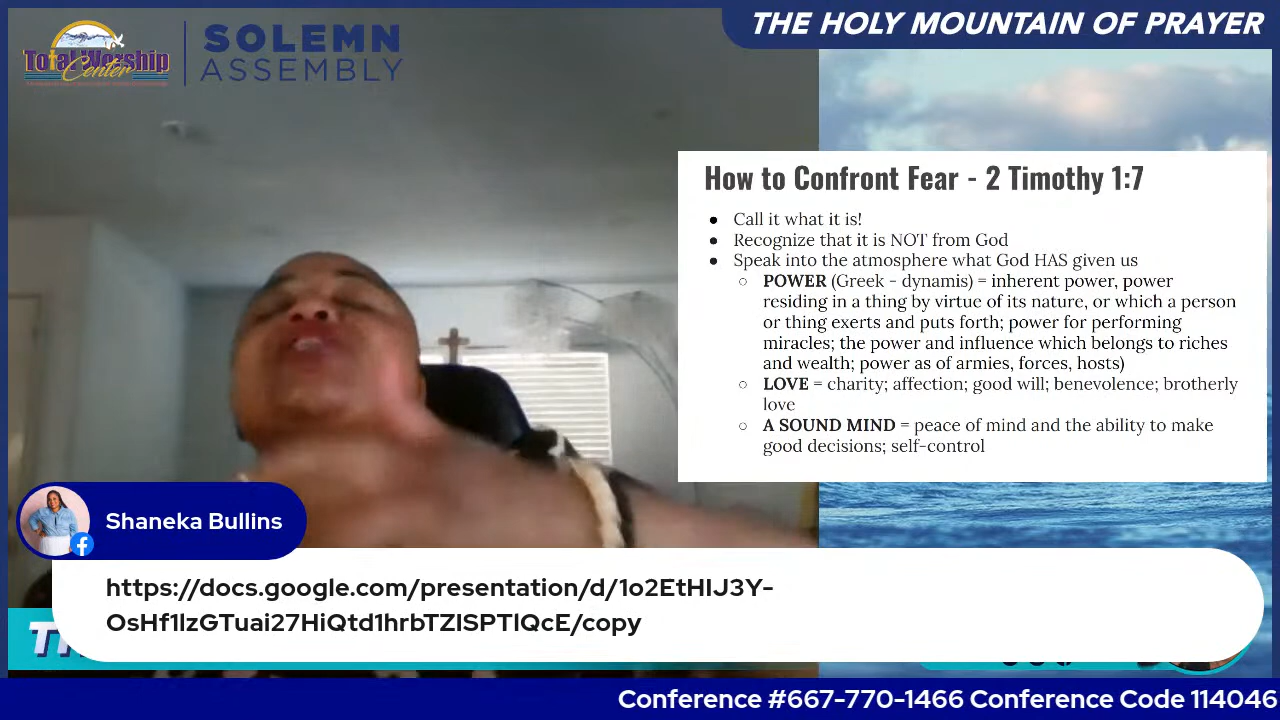 THE HOLY MOUNTAIN OF PRAYER
Total Worship
Center
SOLEMN
ASSEMBLY
How to Confront Fear - 2 Timothy 1:7
● Call it what it is!
● Recognize that it is NOT from God
● Speak into the atmosphere what God HAS given us
○ POWER (Greek - dynamis) = inherent power, power
residing in a thing by virtue of its nature, or which a person
or thing exerts and puts forth; power for performing
miracles; the power and influence which belongs to riches
and wealth; power as of armies, forces, hosts)
○ LOVE = charity; affection; good will; benevolence; brotherly
love
○ A SOUND MIND = peace of mind and the ability to make
good decisions; self-control
Shaneka Bullins
https://docs.google.com/presentation/d/1o2EtHIJ3Y-
OsHf1lzGTuai27HiQtd1hrbTZISPTlQcE/copy
Conference #667-770-1466 Conference Code 114046